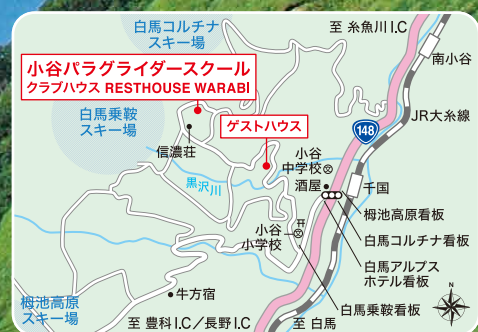 白馬コルチナ
スキー場
至 糸魚川 I.C
小谷パラグライダースクール
クラブハウス RESTHOUSE WARABI
南小谷
白馬乗鞍
スキー場
信濃荘
ゲストハウス
148
JR大糸線
小谷
中学校
黒沢川
酒屋
千国
栂池高原看板
小谷
小学校
白馬コルチナ看板
白馬アルプス
ホテル看板
栂池高原
スキー場
牛方宿
白馬乗鞍看板
至 豊科 I.C/長野 I.C
至 白馬
N